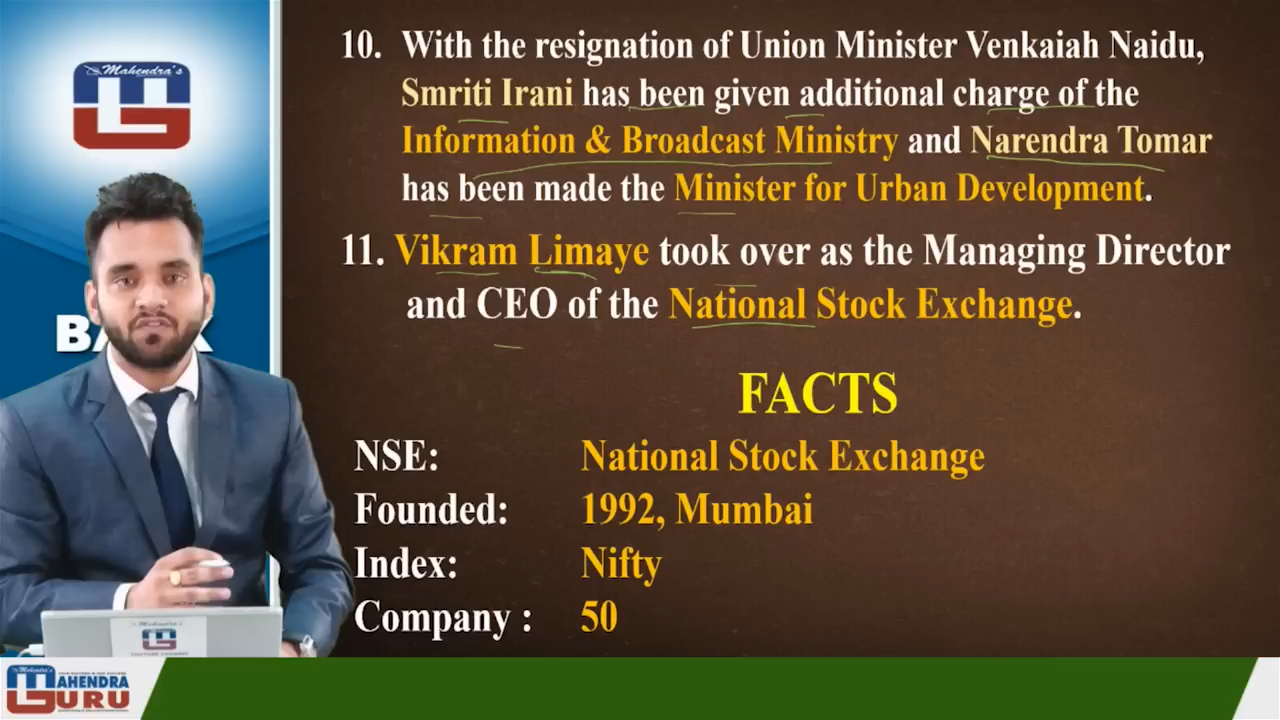 Mahendra's
BA K
10. With the resignation of Union Minister Venkaiah Naidu,
Smriti Irani has been given additional charge of the
Information & Broadcast Ministry and Narendra Tomar
has been made the Minister for Urban Development.
11. Vikram Limaye took over as the Managing Director
and CEO of the National Stock Exchange.
FACTS
NSE: National Stock Exchange
Founded: 1992, Mumbai
Index: Nifty
Company : 50
Mahendra's
MAHENDRA
GURU